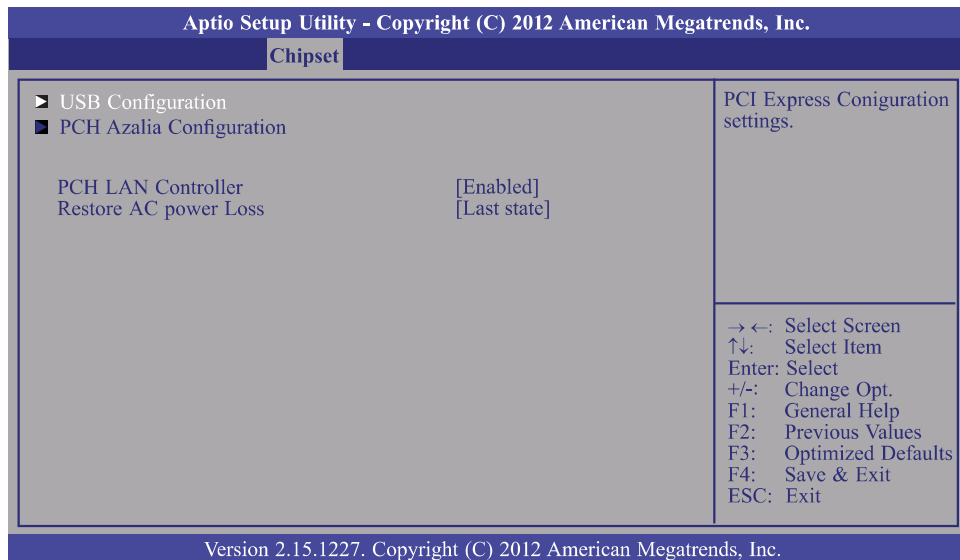 Aptio Setup Utility - Copyright (C) 2012 American Megatrends, Inc.
Chipset
► USB Configuration
► PCH Azalia Configuration
PCH LAN Controller [Enabled]
Restore AC power Loss [Last state]
PCI Express Coniguration
settings.
→ ←: Select Screen
↑↓: Select Item
Enter: Select
+/-: Change Opt.
F1: General Help
F2: Previous Values
F3: Optimized Defaults
F4: Save & Exit
ESC: Exit
Version 2.15.1227. Copyright (C) 2012 American Megatrends, Inc.